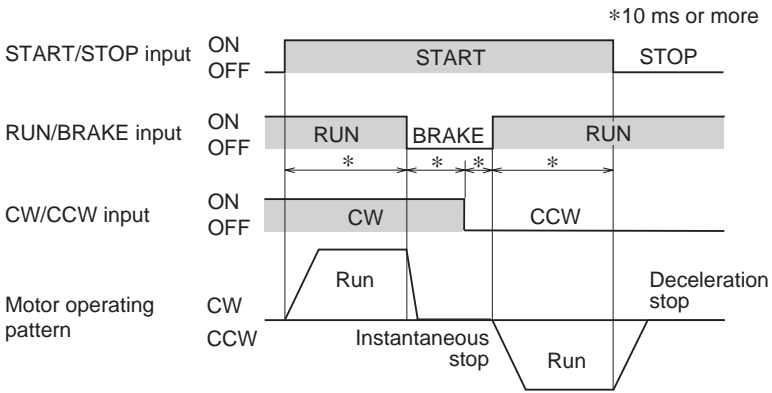 *10 ms or more
START/STOP input
ON
OFF
START
STOP
RUN/BRAKE input
ON
OFF
RUN
BRAKE
RUN
*
*
*
*
CW/CCW input
ON
OFF
CW
CCW
Motor operating
pattern
CW
CCW
Run
Instantaneous
stop
Run
Deceleration
stop